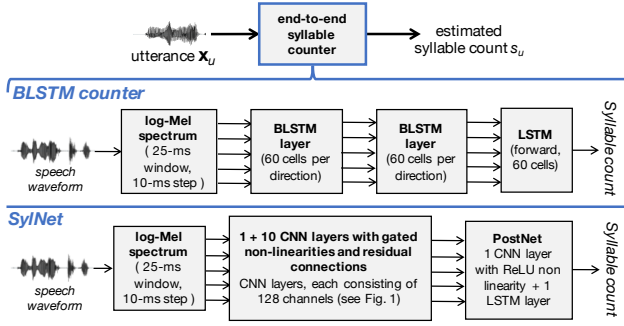 end-to-end
syllable
counter
utterance xᵤ
estimated
syllable count sᵤ
BLSTM counter
speech
waveform
log-Mel
spectrum
( 25-ms
window,
10-ms step )
BLSTM
layer
(60 cells per
direction)
BLSTM
layer
(60 cells per
direction)
LSTM
(forward,
60 cells)
Syllable count
SylNet
speech
waveform
log-Mel
spectrum
( 25-ms
window,
10-ms step )
1 + 10 CNN layers with gated
non-linearities and residual
connections
CNN layers, each consisting of
128 channels (see Fig. 1)
PostNet
1 CNN layer
with ReLU non
linearity + 1
LSTM layer
Syllable count